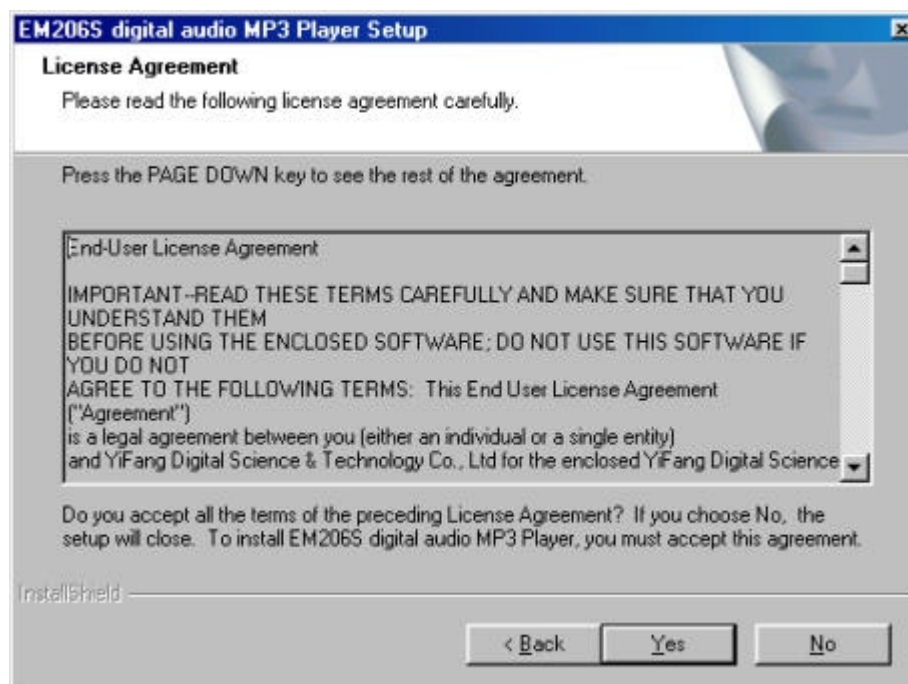 EM206S digital audio MP3 Player Setup
License Agreement
Please read the following license agreement carefully.
Press the PAGE DOWN key to see the rest of the agreement.
End-User License Agreement
IMPORTANT--READ THESE TERMS CAREFULLY AND MAKE SURE THAT YOU
UNDERSTAND THEM
BEFORE USING THE ENCLOSED SOFTWARE; DO NOT USE THIS SOFTWARE IF
YOU DO NOT
AGREE TO THE FOLLOWING TERMS:  This End User License Agreement
("Agreement")
is a legal agreement between you (either an individual or a single entity)
and YiFang Digital Science & Technology Co., Ltd for the enclosed YiFang Digital Science
Do you accept all the terms of the preceding License Agreement?  If you choose No,  the
setup will close.  To install EM206S digital audio MP3 Player, you must accept this agreement.
InstallShield
< Back Yes No